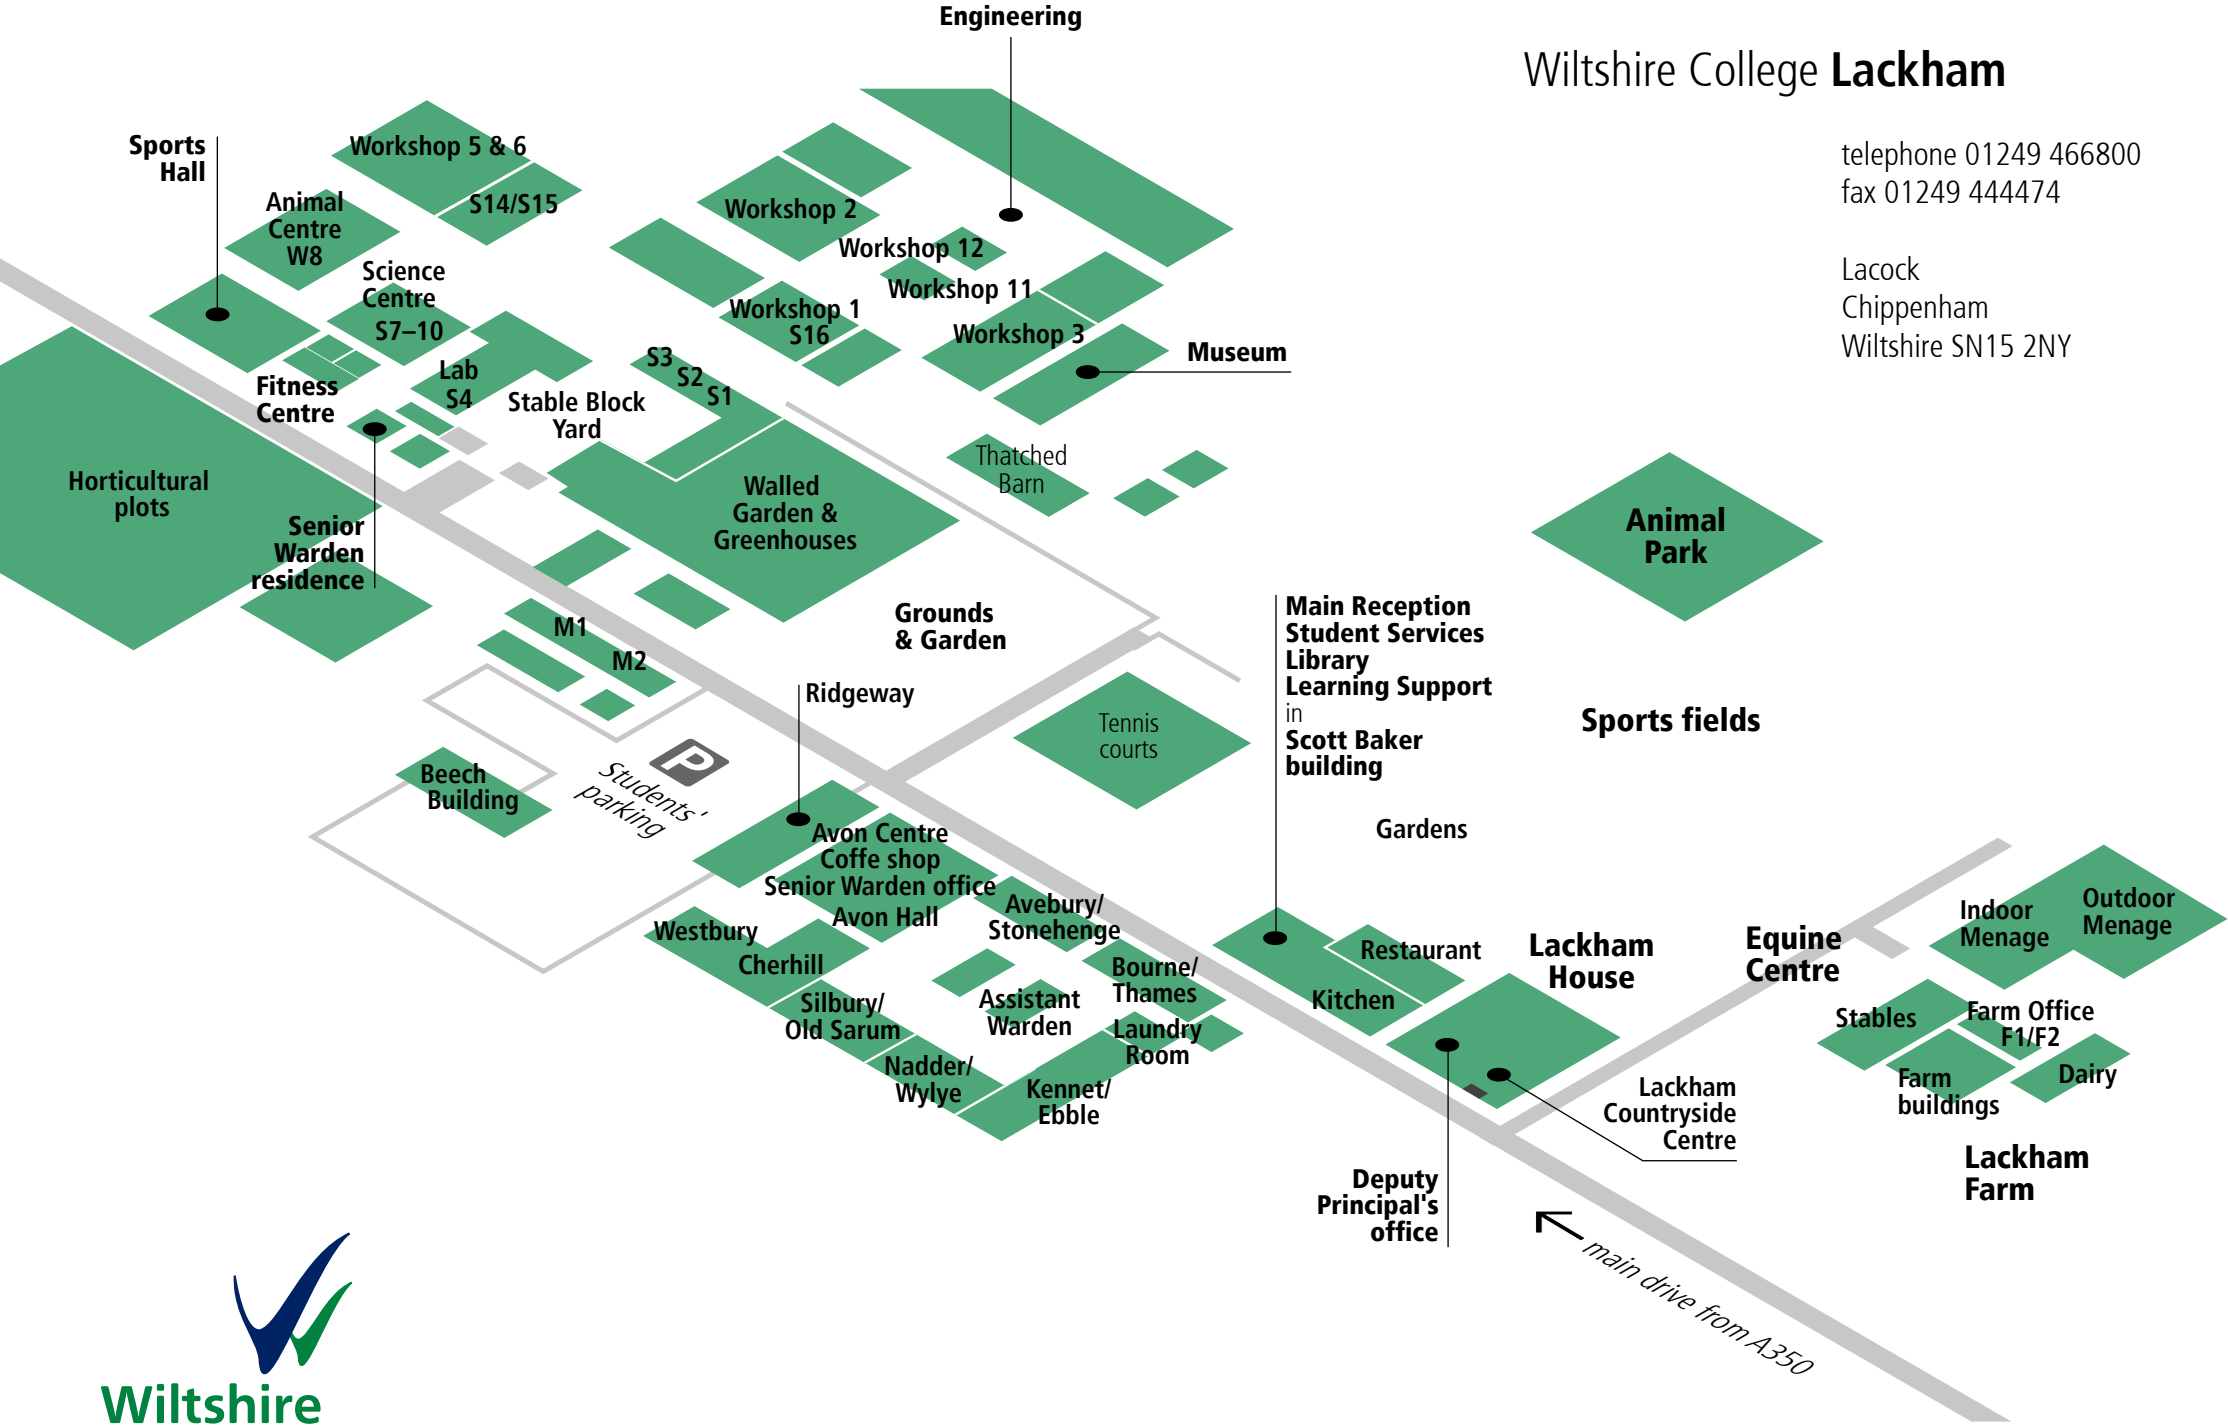 Engineering
Wiltshire College Lackham
telephone 01249 466800
fax 01249 444474
Lacock
Chippenham
Wiltshire SN15 2NY
Sports
Hall
Workshop 5 & 6
S14/S15
Animal
Centre
W8
Science
Centre
S7–10
Workshop 2
Workshop 12
Workshop 11
Workshop 1
S16
Workshop 3
Museum
Fitness
Centre
Lab
S4
Stable Block
Yard
S3
S2
S1
Thatched
Barn
Horticultural
plots
Senior
Warden
residence
Walled
Garden &
Greenhouses
Animal
Park
Grounds
& Garden
M1
M2
Ridgeway
Main Reception
Student Services
Library
Learning Support
in
Scott Baker
building
Sports fields
Tennis
courts
Gardens
Beech
Building
P
Students'
parking
Avon Centre
Coffe shop
Senior Warden office
Avon Hall
Westbury
Cherhill
Avebury/
Stonehenge
Silbury/
Old Sarum
Assistant
Warden
Bourne/
Thames
Laundry
Room
Nadder/
Wylye
Kennet/
Ebble
Restaurant
Kitchen
Lackham
House
Equine
Centre
Indoor
Menage
Outdoor
Menage
Stables
Farm Office
F1/F2
Farm
buildings
Dairy
Lackham
Countryside
Centre
Lackham
Farm
Deputy
Principal's
office
main drive from A350
Wiltshire